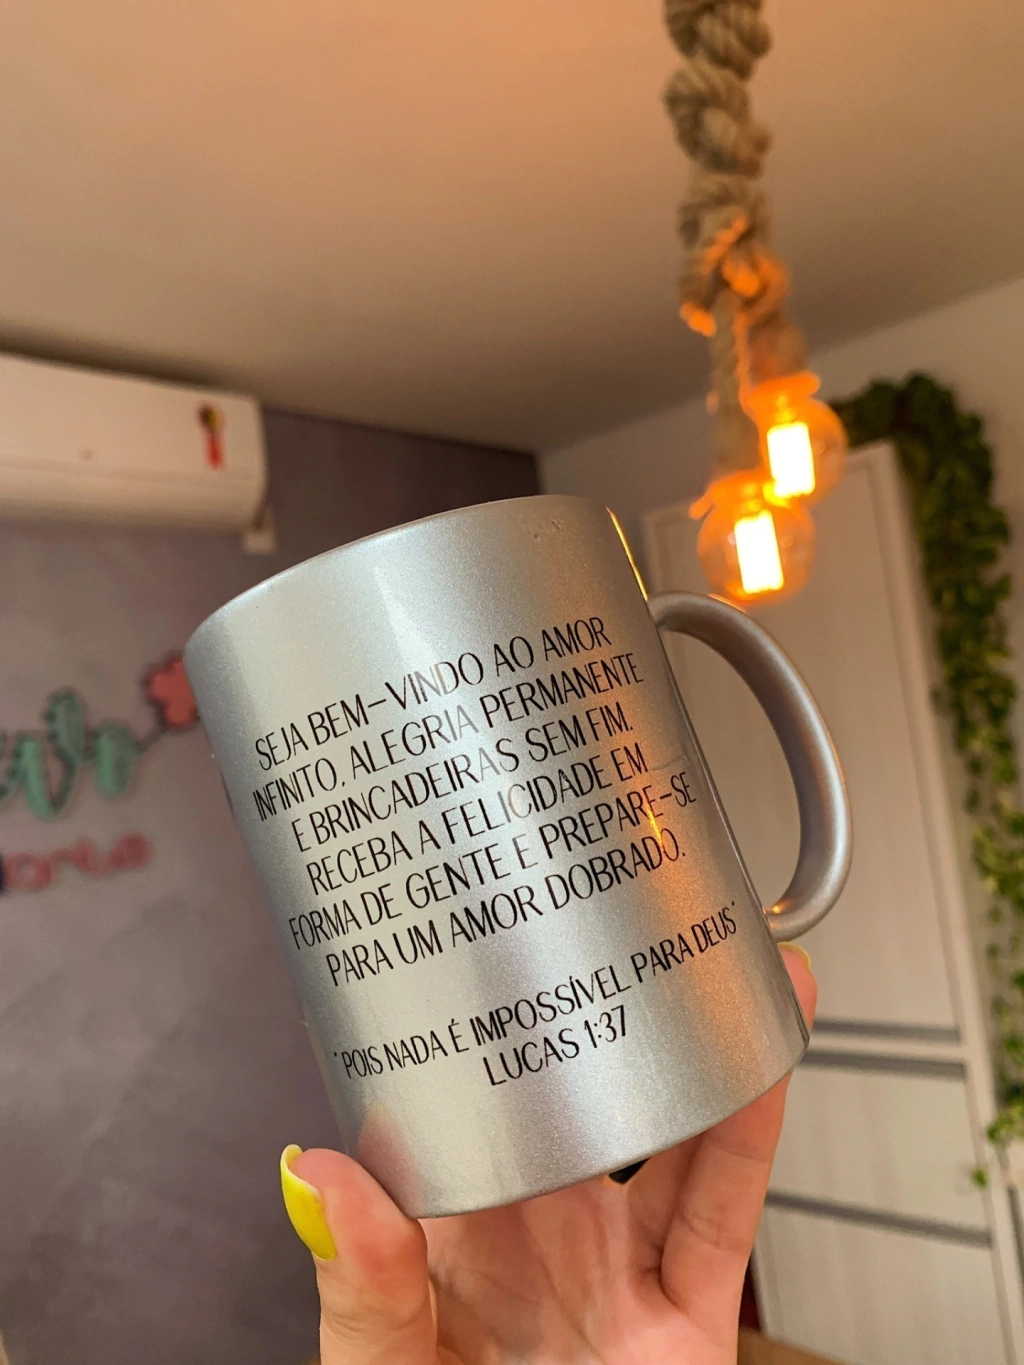 SEJA BEM-VINDO AO AMOR
INFINITO, ALEGRIA PERMANENTE
E BRINCADEIRAS SEM FIM.
RECEBA A FELICIDADE EM
FORMA DE GENTE E PREPARE-SE
PARA UM AMOR DOBRADO.
"POIS NADA É IMPOSSÍVEL PARA DEUS"
LUCAS 1:37